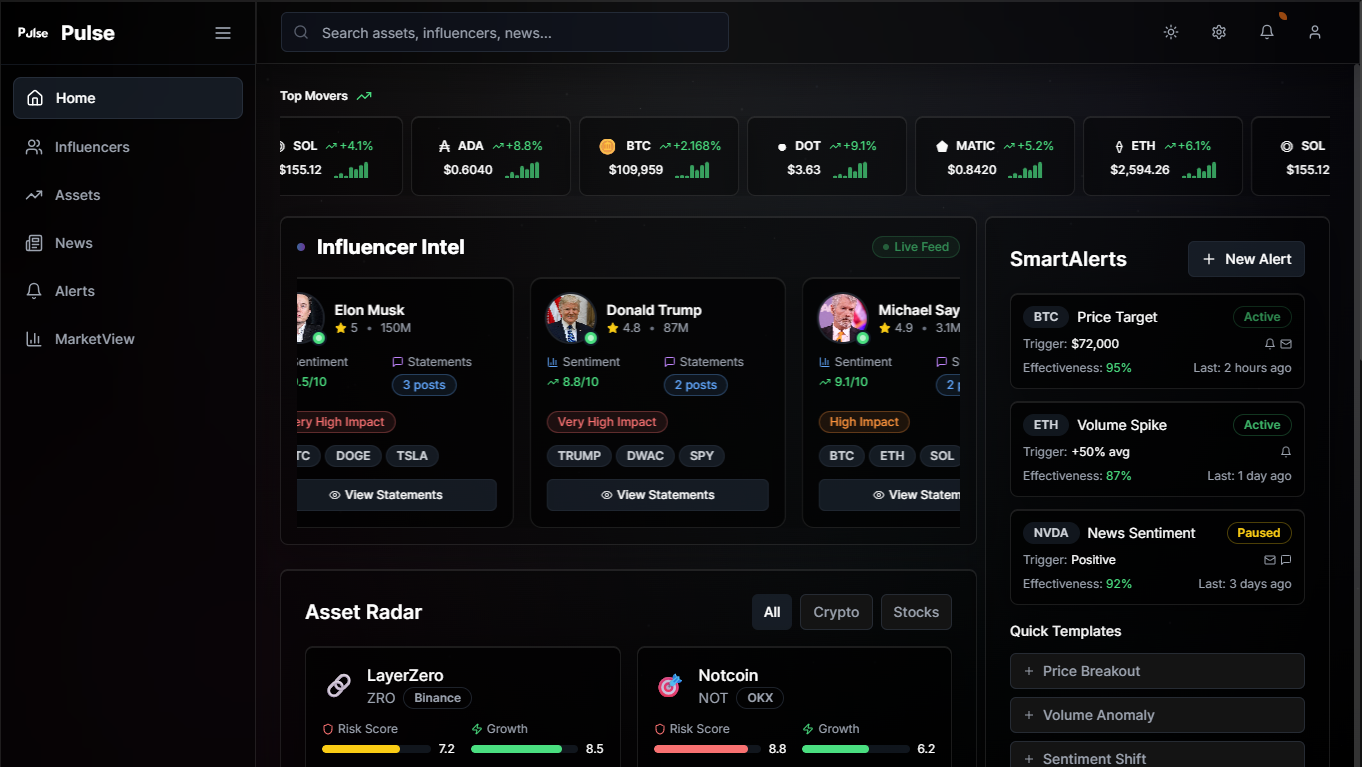 Pulse Pulse
Search assets, influencers, news...
Home
Influencers
Assets
News
Alerts
MarketView
Top Movers
SOL +4.1%
$155.12
ADA +8.8%
$0.6040
BTC +2.168%
$109,959
DOT +9.1%
$3.63
MATIC +5.2%
$0.8420
ETH +6.1%
$2,594.26
SOL
$155.12
Influencer Intel
Live Feed
Elon Musk
5 • 150M
entiment Statements
.5/10
3 posts
ery High Impact
TC DOGE TSLA
View Statements
Donald Trump
4.8 • 87M
Sentiment Statements
8.8/10
2 posts
Very High Impact
TRUMP DWAC SPY
View Statements
Michael Say
4.9 • 3.1M
Sentiment S
9.1/10
2 p
High Impact
BTC ETH SOL
View Statem
SmartAlerts
+ New Alert
BTC Price Target Active
Trigger: $72,000
Effectiveness: 95% Last: 2 hours ago
ETH Volume Spike Active
Trigger: +50% avg
Effectiveness: 87% Last: 1 day ago
NVDA News Sentiment Paused
Trigger: Positive
Effectiveness: 92% Last: 3 days ago
Quick Templates
+ Price Breakout
+ Volume Anomaly
+ Sentiment Shift
Asset Radar
All Crypto Stocks
LayerZero
ZRO Binance
Risk Score Growth
7.2 8.5
Notcoin
NOT OKX
Risk Score Growth
8.8 6.2